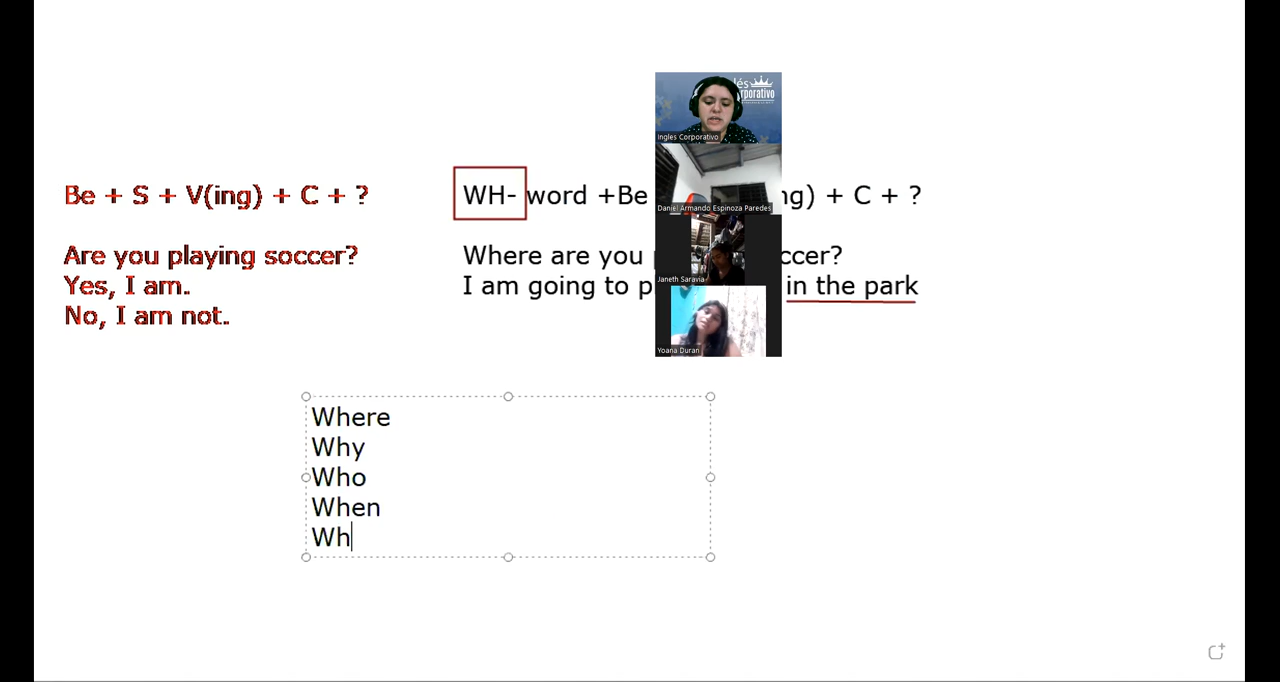 Be + S + V(ing) + C + ?
Are you playing soccer?
Yes, I am.
No, I am not.
WH- word +Be ng) + C + ?
Where are you ccer?
I am going to p in the park
lés
rporativo
Ingles Corporativo
Daniel Armando Espinoza Paredes
Janeth Saravia
Yoana Duran
Where
Why
Who
When
Wh